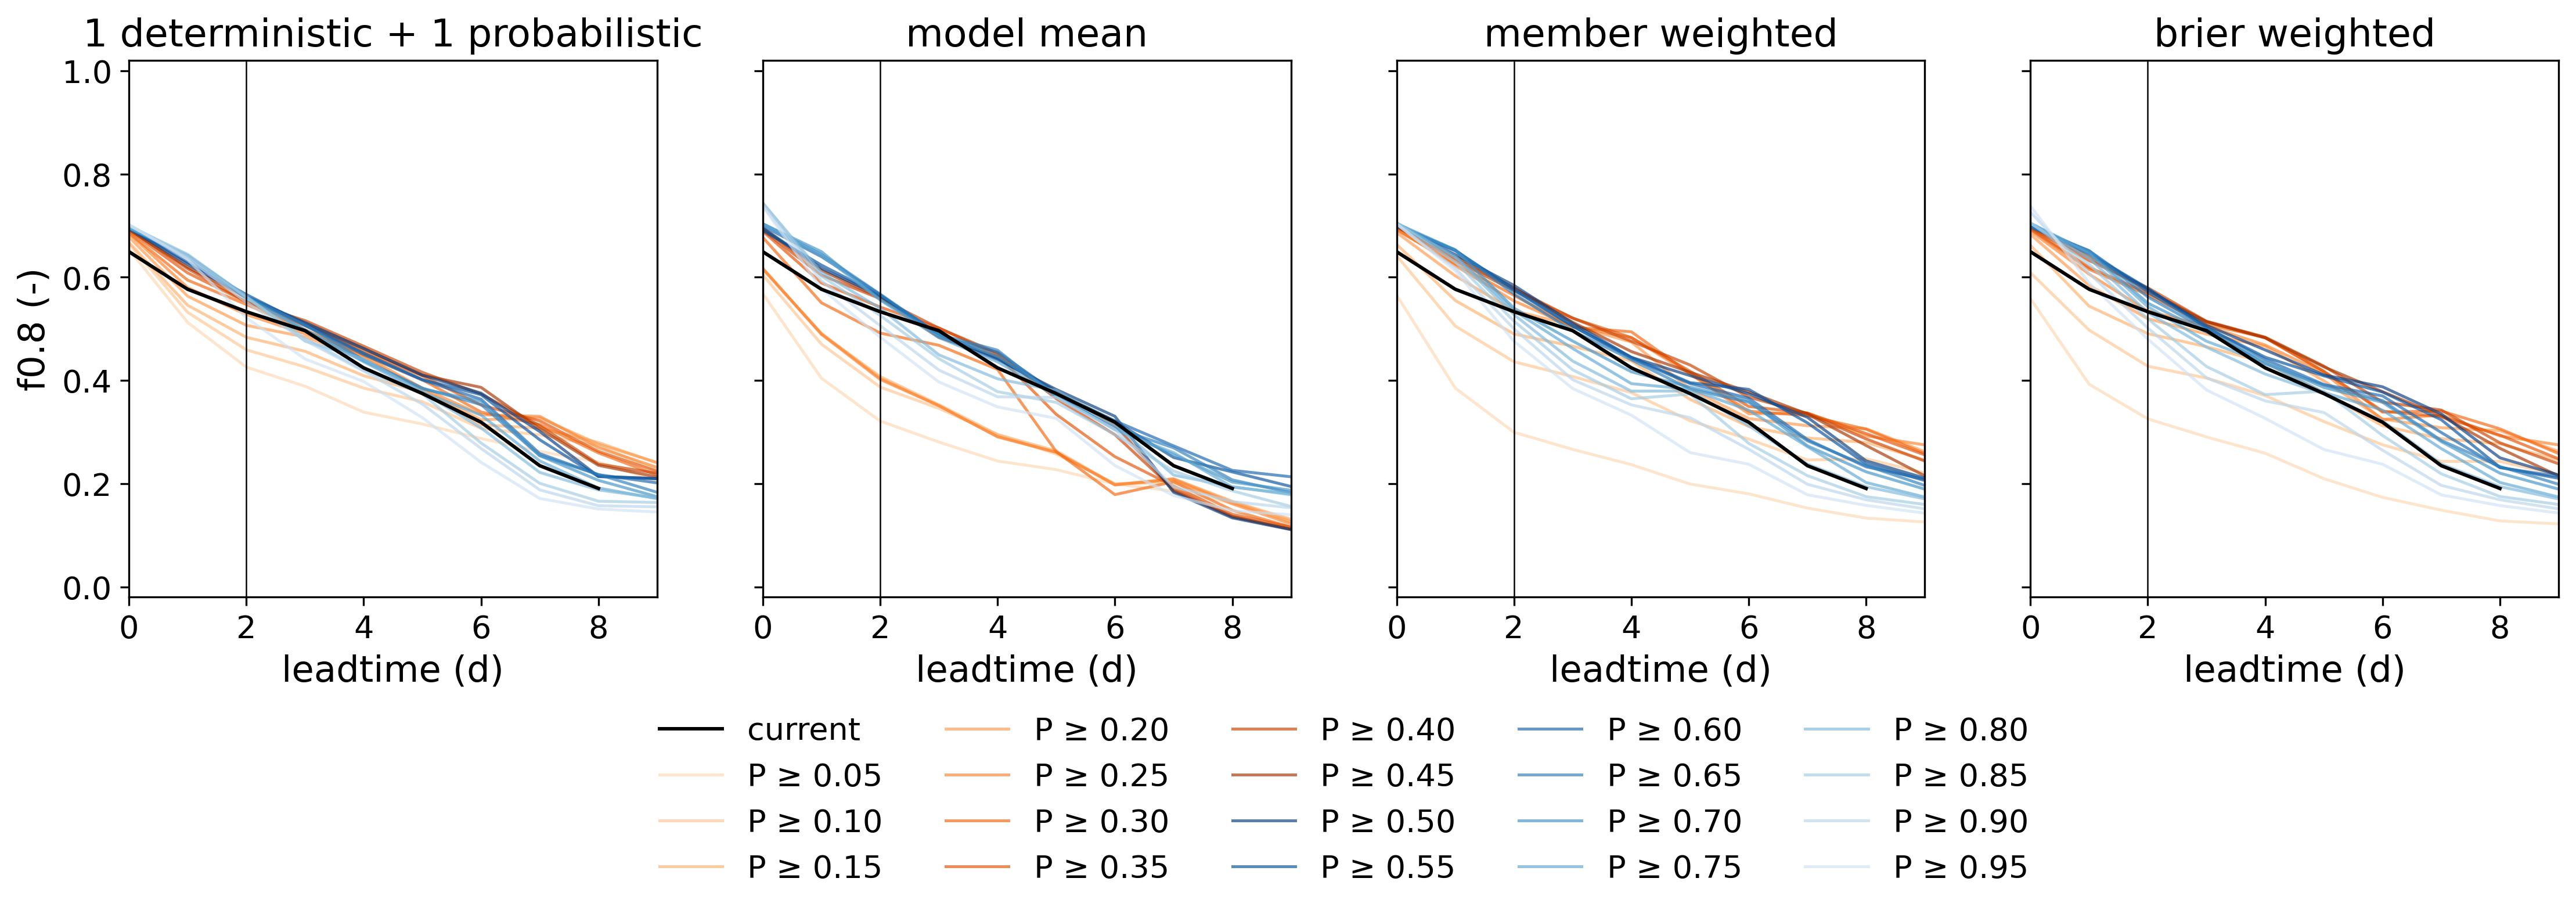 1 deterministic + 1 probabilistic
model mean
member weighted
brier weighted
f0.8 (-)
1.0
0.8
0.6
0.4
0.2
0.0
0 2 4 6 8
0 2 4 6 8
0 2 4 6 8
0 2 4 6 8
leadtime (d)
leadtime (d)
leadtime (d)
leadtime (d)
current
P ≥ 0.05
P ≥ 0.10
P ≥ 0.15
P ≥ 0.20
P ≥ 0.25
P ≥ 0.30
P ≥ 0.35
P ≥ 0.40
P ≥ 0.45
P ≥ 0.50
P ≥ 0.55
P ≥ 0.60
P ≥ 0.65
P ≥ 0.70
P ≥ 0.75
P ≥ 0.80
P ≥ 0.85
P ≥ 0.90
P ≥ 0.95